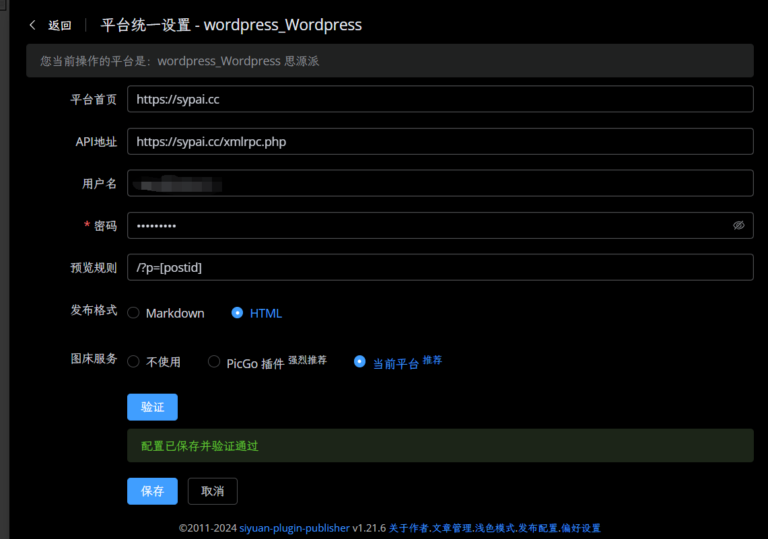 返回 平台统一设置 - wordpress_Wordpress
您当前操作的平台是：wordpress_Wordpress 思源派
平台首页 https://sypai.cc
API地址 https://sypai.cc/xmlrpc.php
用户名
* 密码 •••••••••
预览规则 /?p=[postid]
发布格式 Markdown HTML
图床服务 不使用 PicGo 插件 强烈推荐 当前平台 推荐
验证
配置已保存并验证通过
保存 取消
©2011-2024 siyuan-plugin-publisher v1.21.6 关于作者.文章管理.浅色模式.发布配置.偏好设置